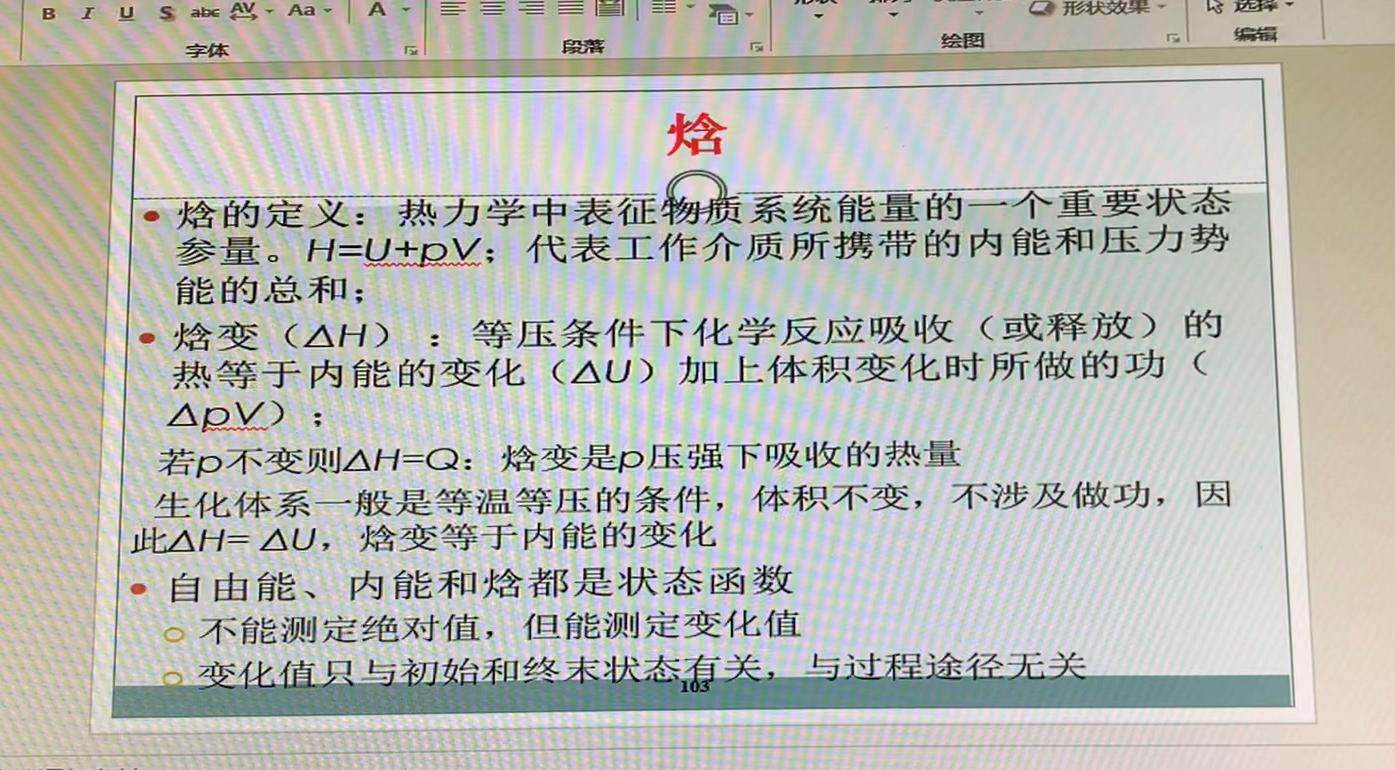 B I U S abc AV Aa A
形状效果 选择
字体 段落 绘图 编辑
焓
焓的定义：热力学中表征物质系统能量的一个重要状态
参量。H=U+pV；代表工作介质所携带的内能和压力势
能的总和；
焓变（ΔH）：等压条件下化学反应吸收（或释放）的
热等于内能的变化（ΔU）加上体积变化时所做的功（
ΔpV）；
若p不变则ΔH=Q：焓变是p压强下吸收的热量
生化体系一般是等温等压的条件，体积不变，不涉及做功，因
此ΔH= ΔU，焓变等于内能的变化
自由能、内能和焓都是状态函数
不能测定绝对值，但能测定变化值
变化值只与初始和终末状态有关，与过程途径无关
103